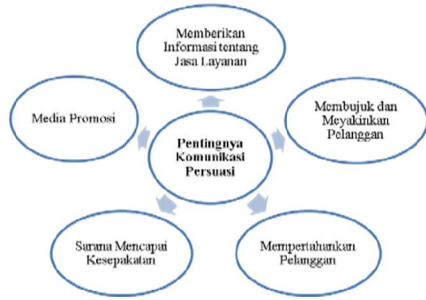 Memberikan
Informasi tentang
Jasa Layanan
Media Promosi
Membujuk dan
Meyakinkan
Pelanggan
Pentingnya
Komunikasi
Persuasi
Sarana Mencapai
Kesepakatan
Mempertahankan
Pelanggan